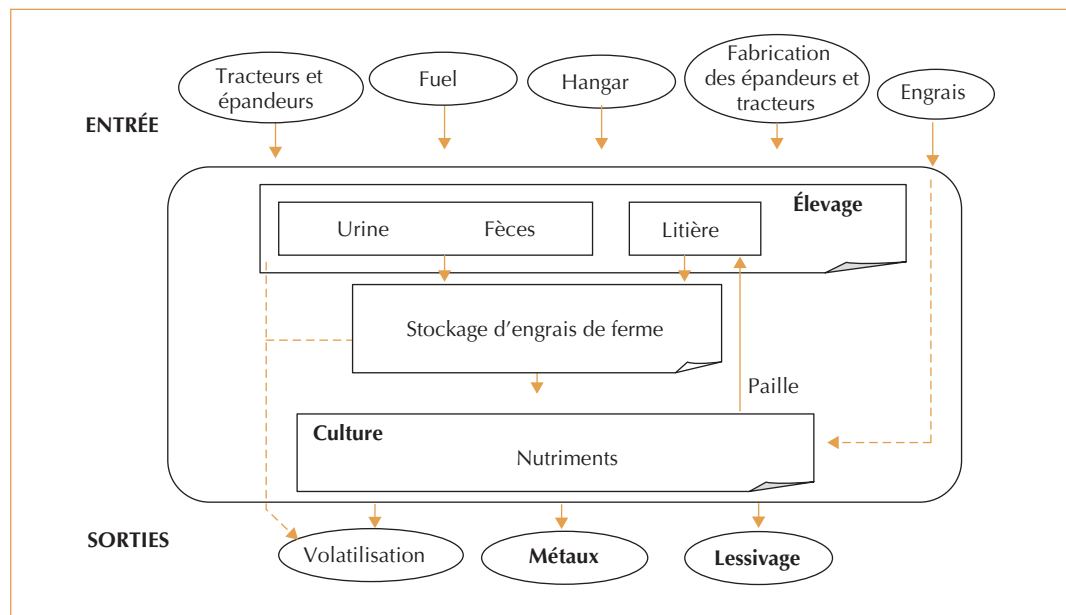 Tracteurs et
épandeurs
Fuel
Hangar
Fabrication
des épandeurs et
tracteurs
Engrais
ENTRÉE
Élevage
Urine
Fèces
Litière
Stockage d'engrais de ferme
Paille
Culture
Nutriments
SORTIES
Volatilisation
Métaux
Lessivage